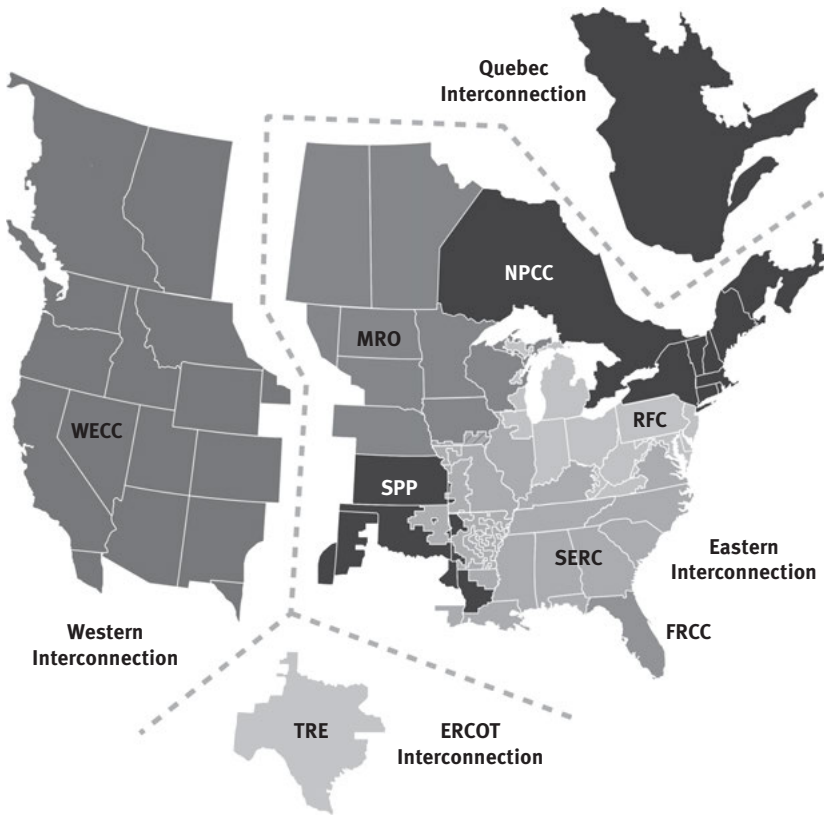 Quebec
Interconnection
NPCC
MRO
WECC
RFC
SPP
SERC
Eastern
Interconnection
FRCC
Western
Interconnection
TRE
ERCOT
Interconnection